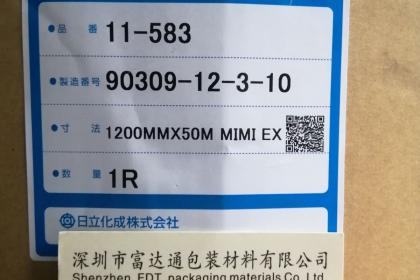 品番 11-583
製造番号 90309-12-3-10
寸法 1200MMX50M MIMI EX
数量 1R
日立化成株式会社
深圳市富达通包装材料有限公司
Shenzhen FDT packaging materials Co.,Ltd